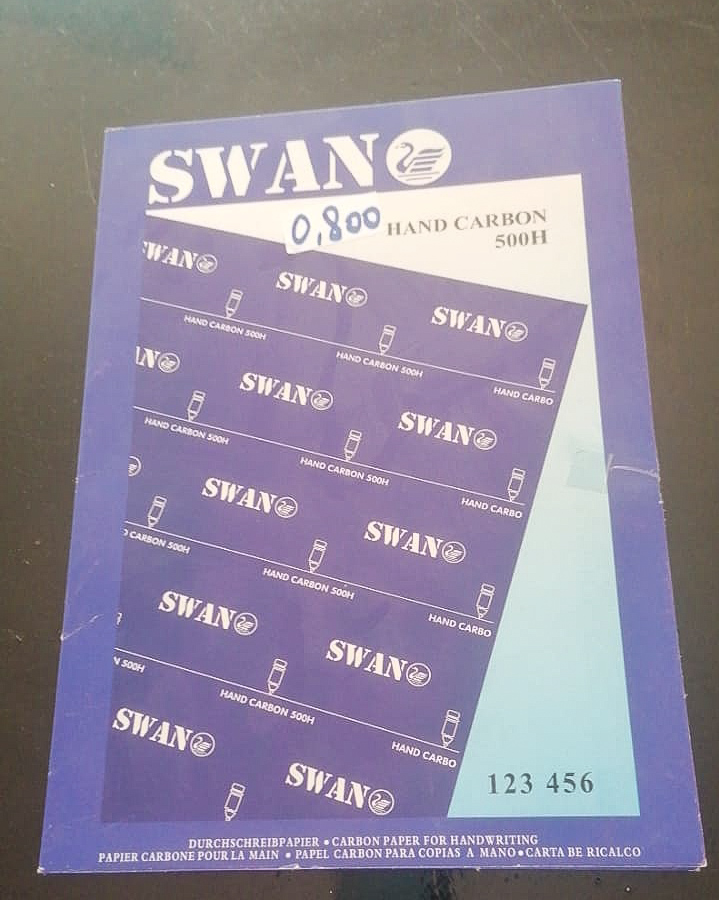 SWAN
0,800
HAND CARBON
500H
SWAN
SWAN
SWAN
HAND CARBON 500H
HAND CARBON 500H
HAND CARBO
AN
SWAN
SWAN
HAND CARBON 500H
HAND CARBON 500H
HAND CARBO
SWAN
SWAN
D CARBON 500H
HAND CARBON 500H
HAND CARBO
SWAN
SWAN
N 500H
HAND CARBON 500H
HAND CARBO
SWAN
SWAN
123 456
DURCHSCHREIBPAPIER • CARBON PAPER FOR HANDWRITING
PAPIER CARBONE POUR LA MAIN • PAPEL CARBON PARA COPIAS A MANO • CARTA BE RICALCO